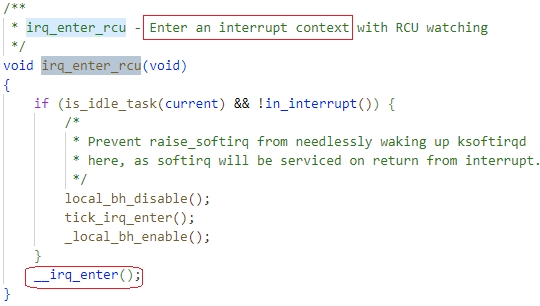 /**
 * irq_enter_rcu - Enter an interrupt context with RCU watching
 */
void irq_enter_rcu(void)
{
    if (is_idle_task(current) && !in_interrupt()) {
        /*
         * Prevent raise_softirq from needlessly waking up ksoftirqd
         * here, as softirq will be serviced on return from interrupt.
         */
        local_bh_disable();
        tick_irq_enter();
        _local_bh_enable();
    }
    __irq_enter();
}